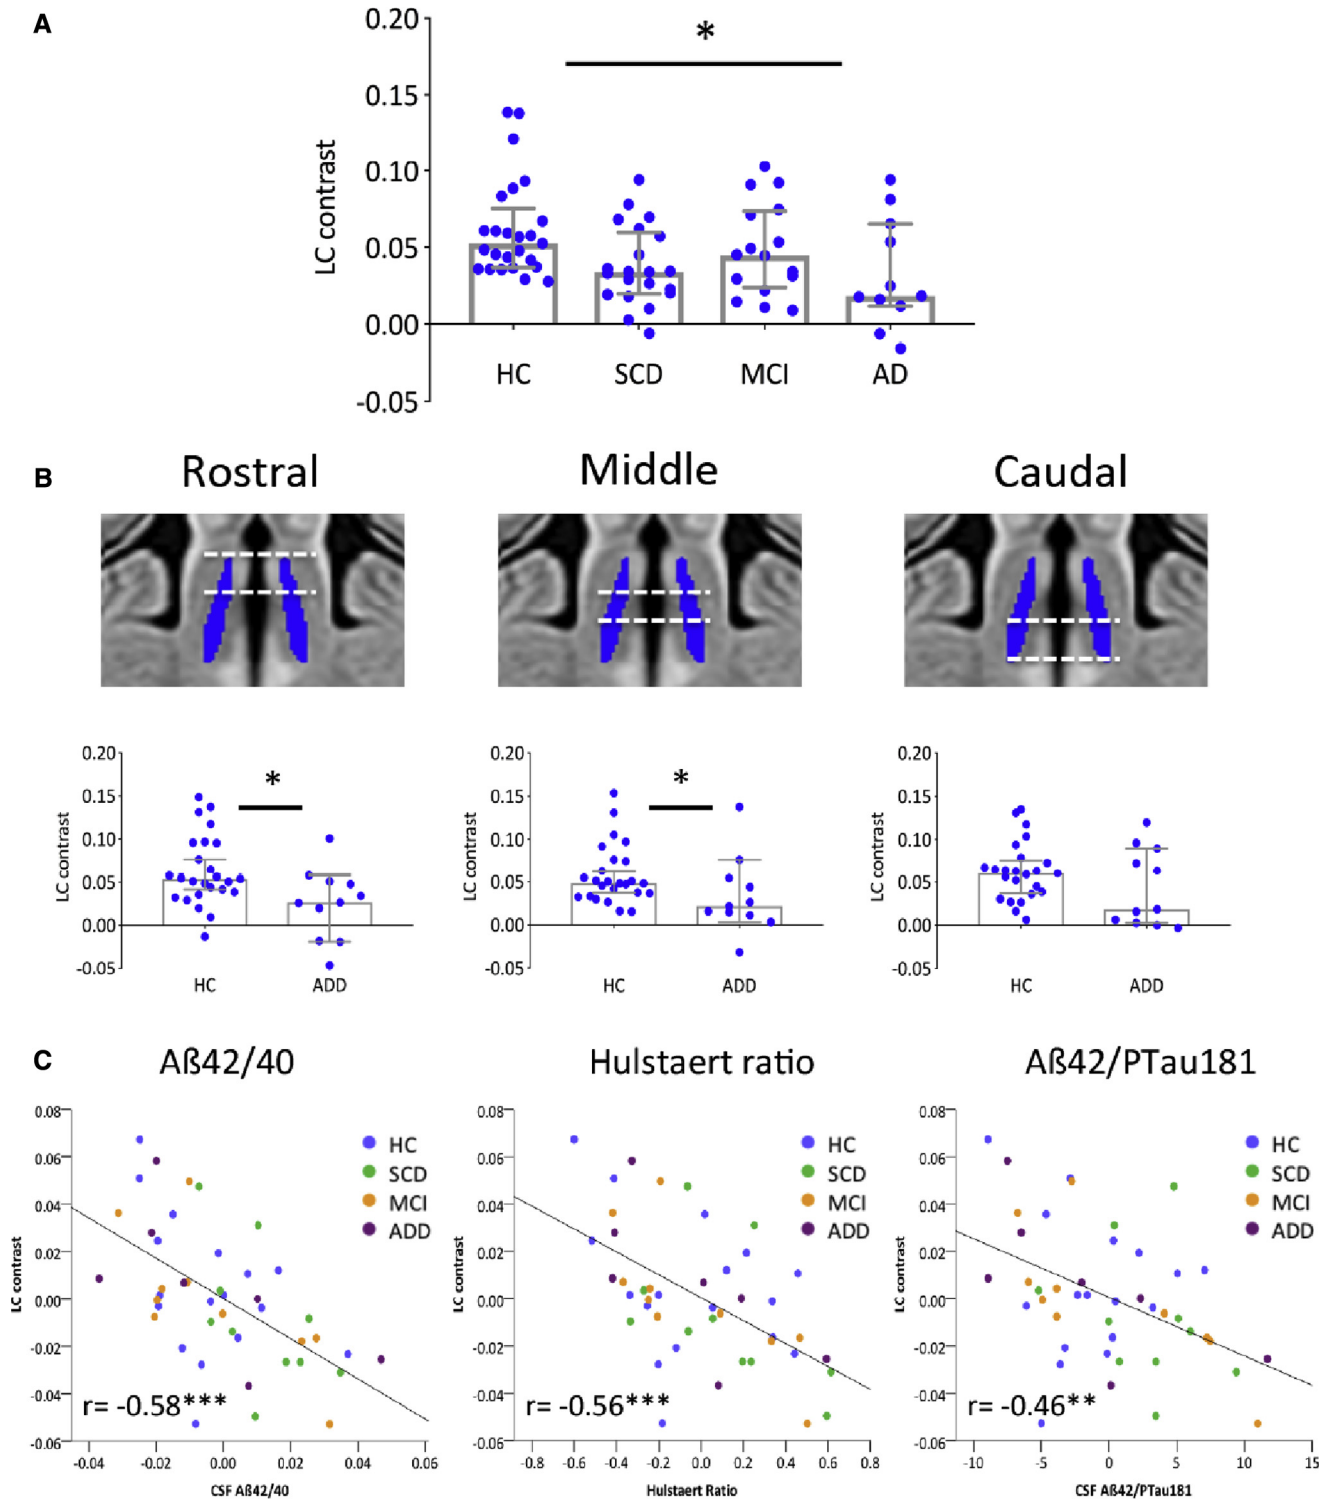 A
0.20
*
0.15
0.10
0.05
0.00
-0.05
LC contrast
HC SCD MCI AD
B
Rostral Middle Caudal
0.20
0.15
0.10
0.05
0.00
-0.05
LC contrast
*
HC ADD
0.20
0.15
0.10
0.05
0.00
-0.05
LC contrast
*
HC ADD
0.20
0.15
0.10
0.05
0.00
-0.05
LC contrast
HC ADD
C
Aß42/40
0.08
0.06
0.04
0.02
0.00
-0.02
-0.04
-0.06
LC contrast
HC
SCD
MCI
ADD
r= -0.58***
-0.04 -0.02 0.00 0.02 0.04 0.06
CSF Aß42/40
Hulstaert ratio
0.08
0.06
0.04
0.02
0.00
-0.02
-0.04
-0.06
LC contrast
HC
SCD
MCI
ADD
r= -0.56***
-0.8 -0.6 -0.4 -0.2 0.0 0.2 0.4 0.6 0.8
Hulstaert Ratio
Aß42/PTau181
0.08
0.06
0.04
0.02
0.00
-0.02
-0.04
-0.06
LC contrast
HC
SCD
MCI
ADD
r= -0.46**
-10 -5 0 5 10 15
CSF Aß42/PTau181